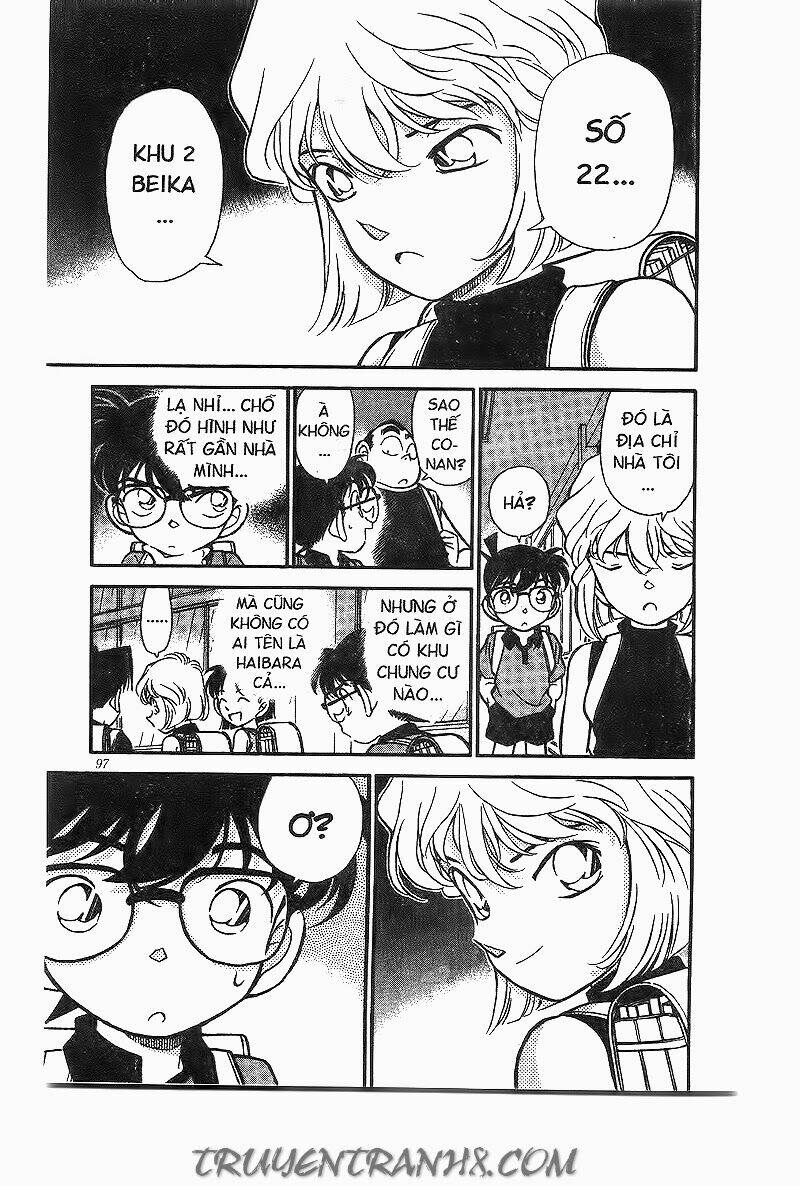 SỐ
22...
KHU 2
BEIKA
...
ĐÓ LÀ
ĐỊA CHỈ
NHÀ TÔI
...
HẢ?
SAO
THẾ
CO-
NAN?
À
KHÔNG
...
LẠ NHỈ... CHỖ
ĐÓ HÌNH NHƯ
RẤT GẦN NHÀ
MÌNH...
NHƯNG Ở
ĐÓ LÀM GÌ
CÓ KHU
CHUNG CƯ
NÀO...
MÀ CŨNG
KHÔNG CÓ
AI TÊN LÀ
HAIBARA
CẢ...
.....
97
Ơ?
TRUYENTRANH8.COM